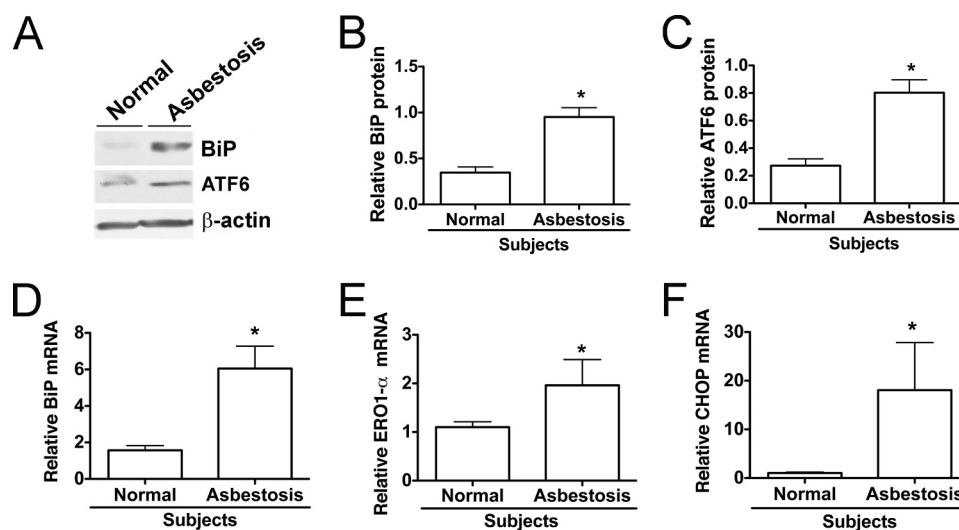 A
Normal
Asbestosis
BiP
ATF6
β-actin
B
Relative BiP protein
1.5
1.0
0.5
0.0
*
Normal Asbestosis
Subjects
C
Relative ATF6 protein
1.0
0.8
0.6
0.4
0.2
0.0
*
Normal Asbestosis
Subjects
D
Relative BiP mRNA
8
6
4
2
0
*
Normal Asbestosis
Subjects
E
Relative ERO1-α mRNA
3
2
1
0
*
Normal Asbestosis
Subjects
F
Relative CHOP mRNA
30
20
10
0
*
Normal Asbestosis
Subjects